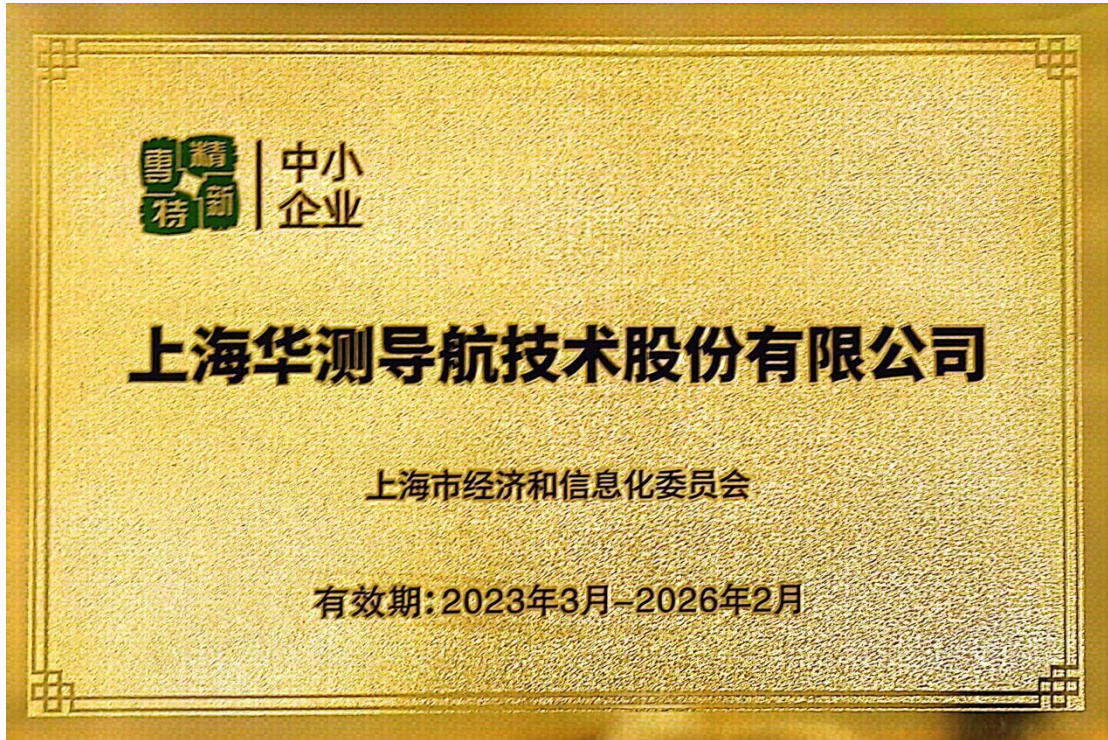 專精
特新
中小
企业
上海华测导航技术股份有限公司
上海市经济和信息化委员会
有效期:2023年3月–2026年2月